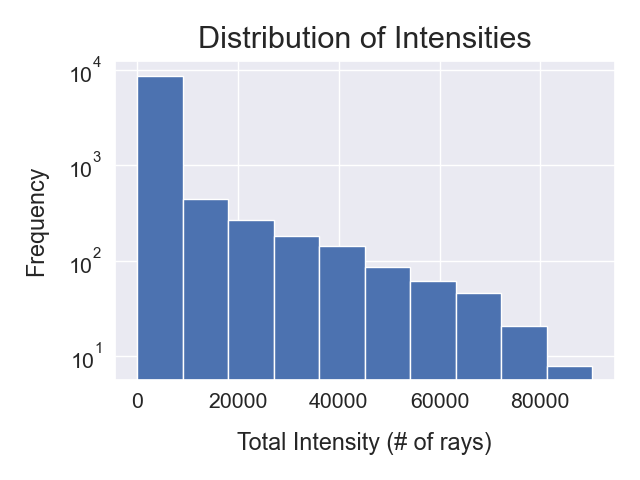 Distribution of Intensities
Frequency
10^4
10^3
10^2
10^1
0 20000 40000 60000 80000
Total Intensity (# of rays)